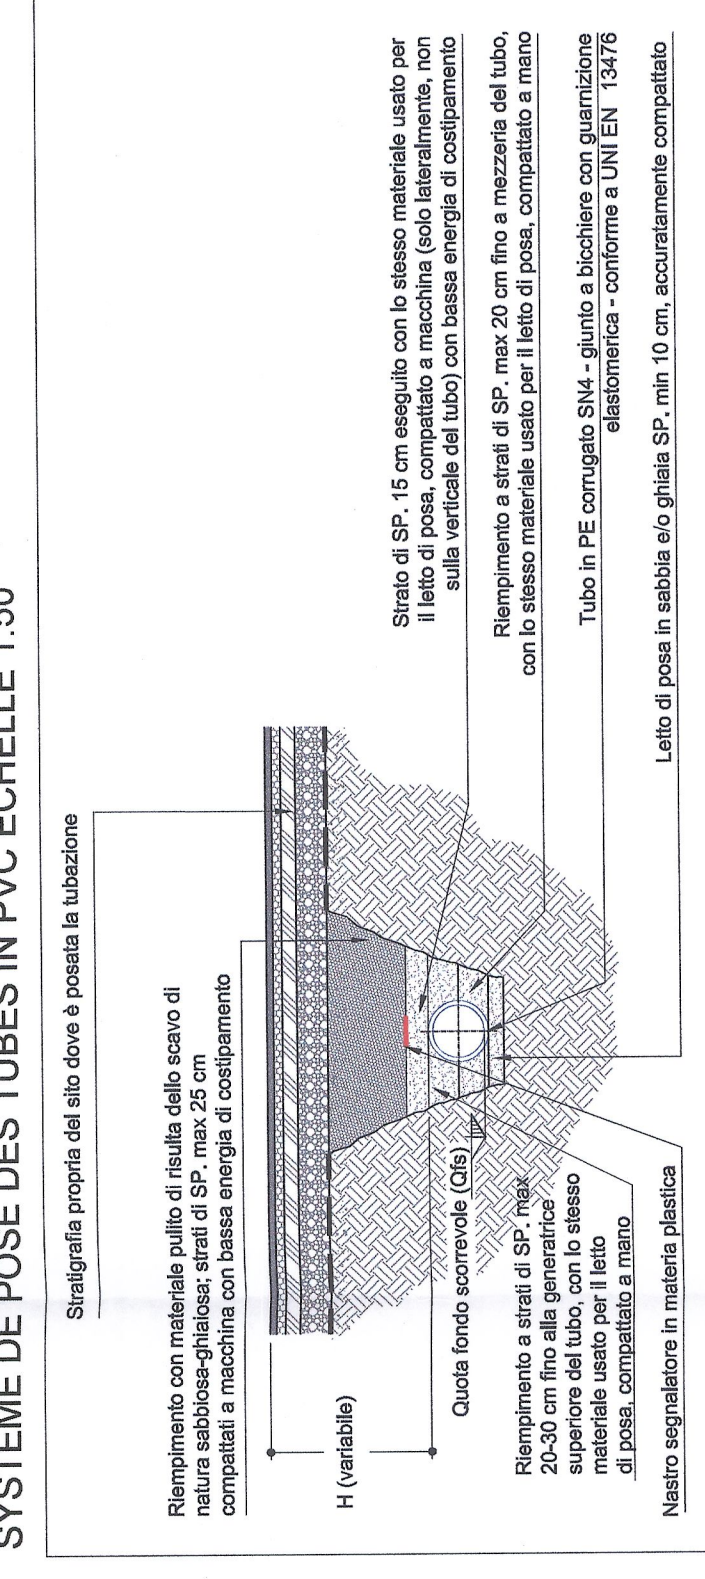 SYSTEME DE POSE DES TUBES IN PVC ECHELLE 1:50
Stratigrafia propria del sito dove è posata la tubazione
Riempimento con materiale pulito di risulta dello scavo di
natura sabbiosa-ghiaiosa; strati di SP. max 25 cm
compattati a macchina con bassa energia di costipamento
H (variabile)
Quota fondo scorrevole (Qfs)
Riempimento a strati di SP. max
20-30 cm fino alla generatrice
superiore del tubo, con lo stesso
materiale usato per il letto
di posa, compattato a mano
Nastro segnalatore in materia plastica
Strato di SP. 15 cm eseguito con lo stesso materiale usato per
il letto di posa, compattato a macchina (solo lateralmente, non
sulla verticale del tubo) con bassa energia di costipamento
Riempimento a strati di SP. max 20 cm fino a mezzeria del tubo,
con lo stesso materiale usato per il letto di posa, compattato a mano
Tubo in PE corrugato SN4 - giunto a bicchiere con guarnizione
elastomerica - conforme a UNI EN 13476
Letto di posa in sabbia e/o ghiaia SP. min 10 cm, accuratamente compattato